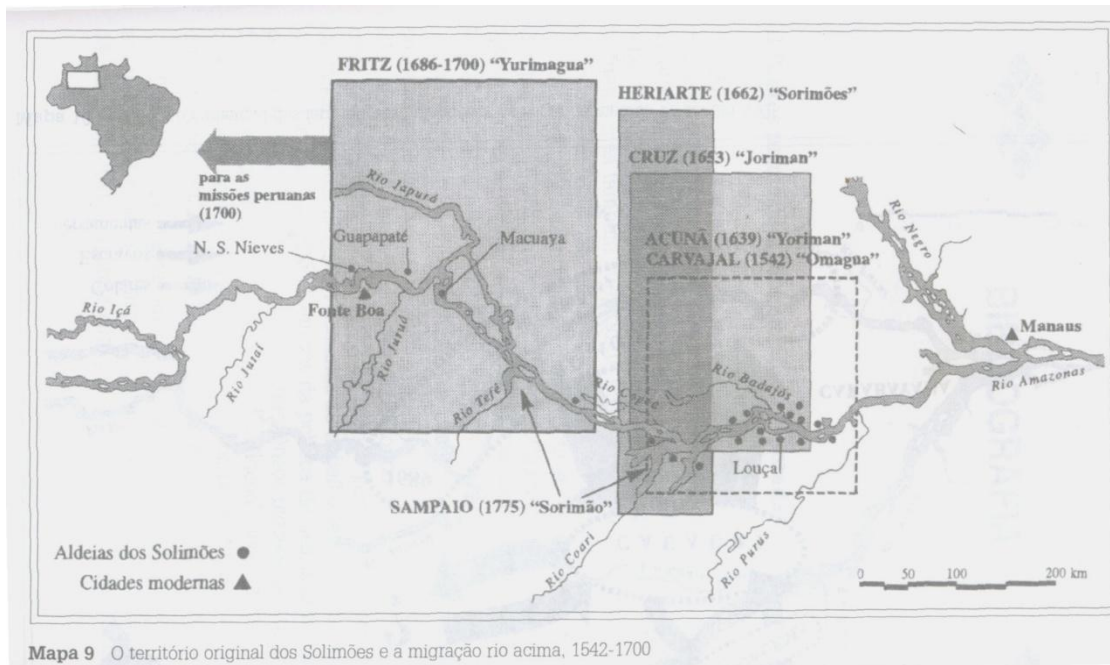 FRITZ (1686-1700) “Yurimagua”
HERIARTE (1662) “Sorimões”
CRUZ (1653) “Joriman”
para as
missões peruanas
(1700)
Rio Japurá
Guapapaté
Macuaya
N. S. Nieves
ACUNÃ (1639) “Yoriman”
CARVAJAL (1542) “Omagua”
Rio Negro
Rio Içá
Fonte Boa
Manaus
Rio Jutaí
Rio Juruá
Rio Amazonas
Rio Tefé
Rio Badajós
Louça
SAMPAIO (1775) “Sorimão”
Rio Coari
Rio Purus
Aldeias dos Solimões
Cidades modernas
0 50 100 200 km
Mapa 9 O território original dos Solimões e a migração rio acima, 1542-1700